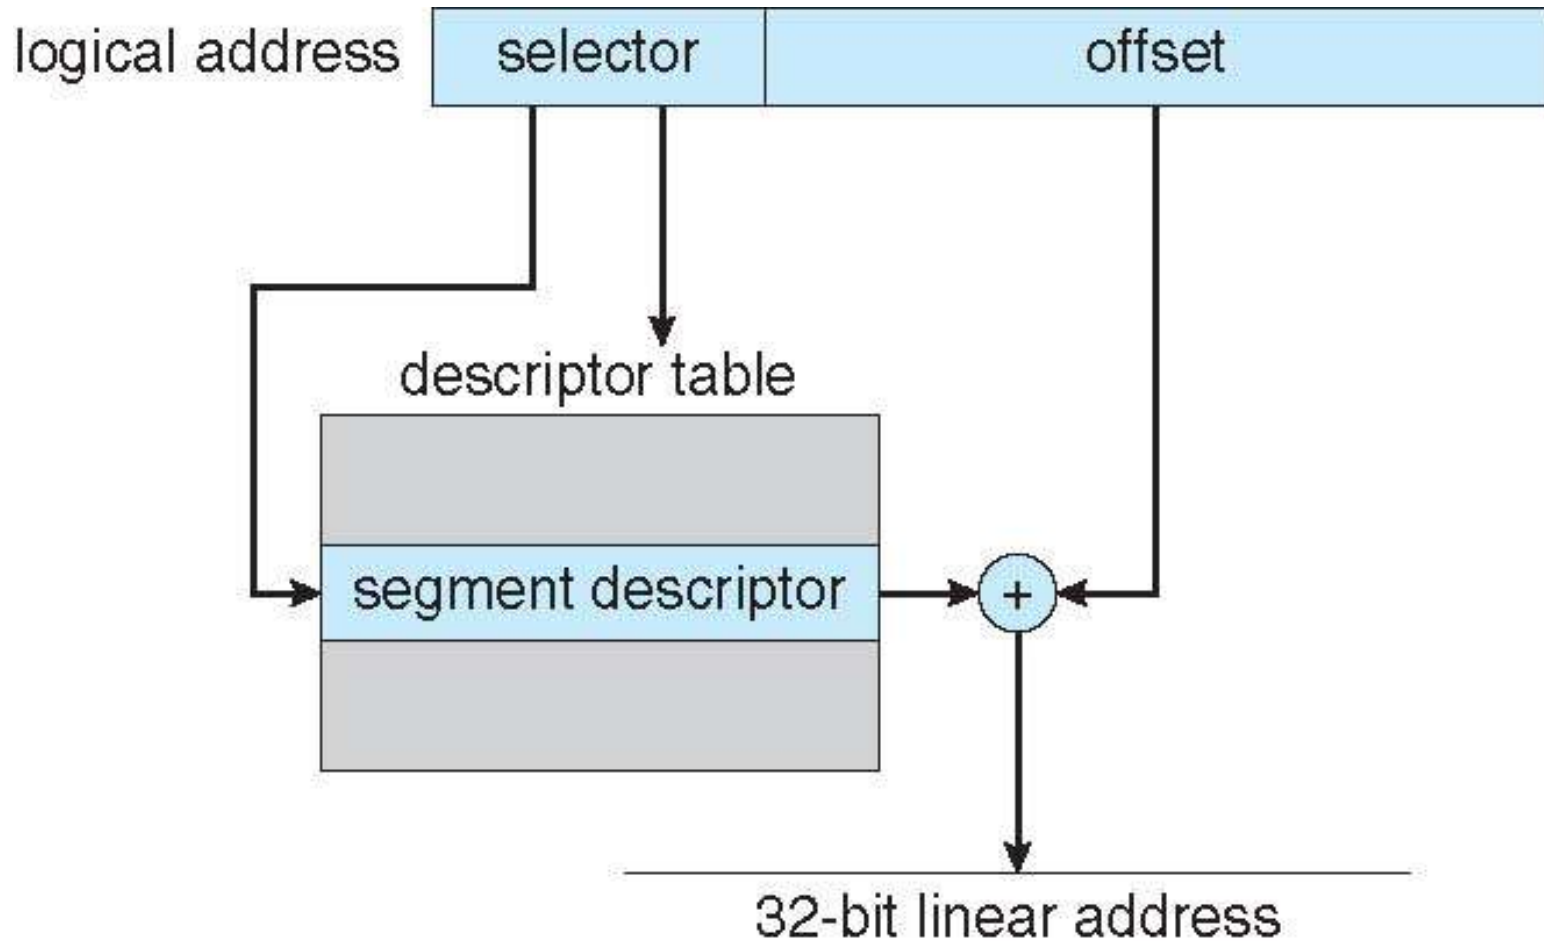 logical address
selector
offset
descriptor table
segment descriptor
+
32-bit linear address